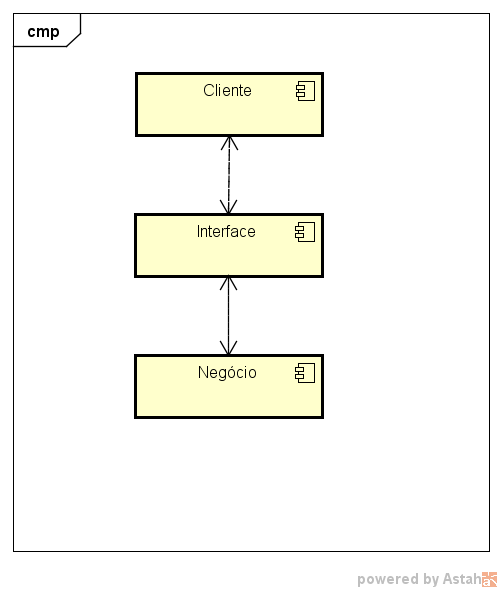 cmp
Cliente
Interface
Negócio
powered by Astah